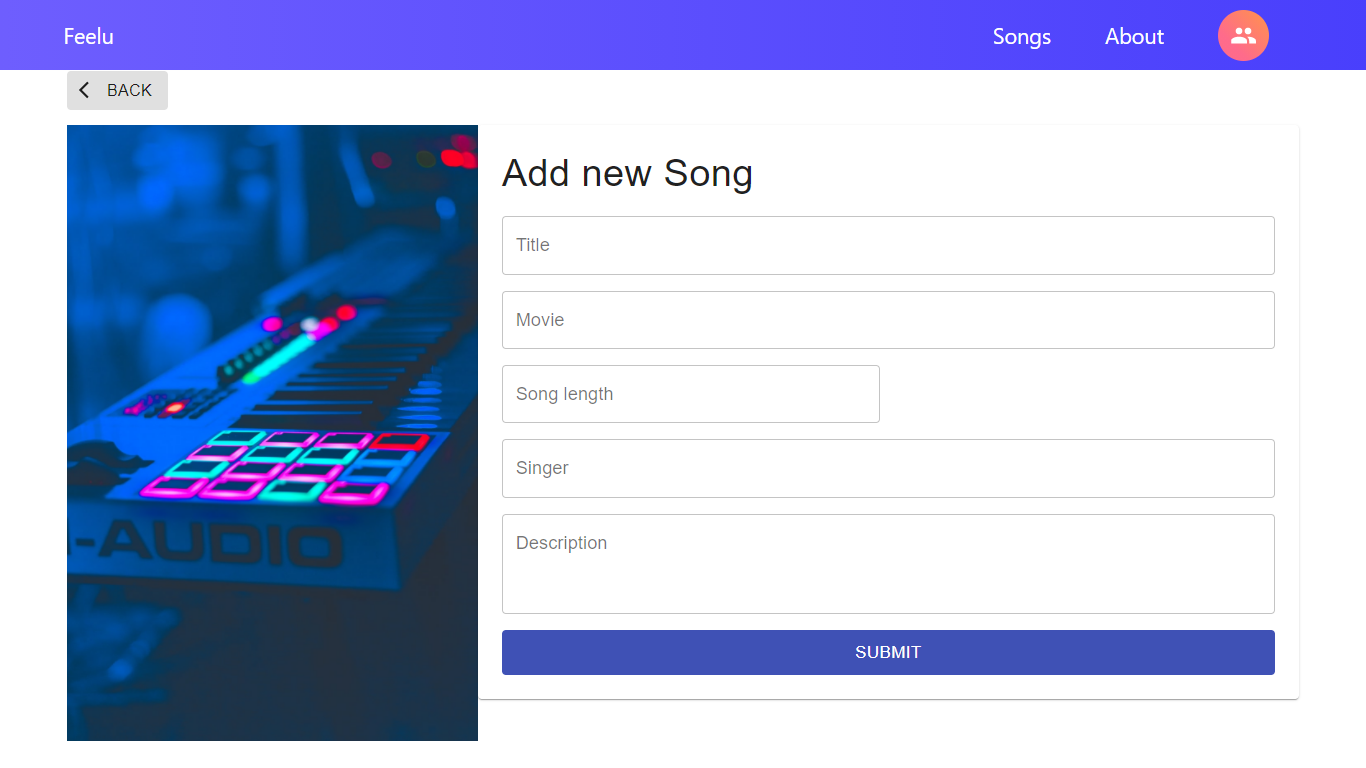 Feelu
Songs
About
BACK
-AUDIO
Add new Song
Title
Movie
Song length
Singer
Description
SUBMIT